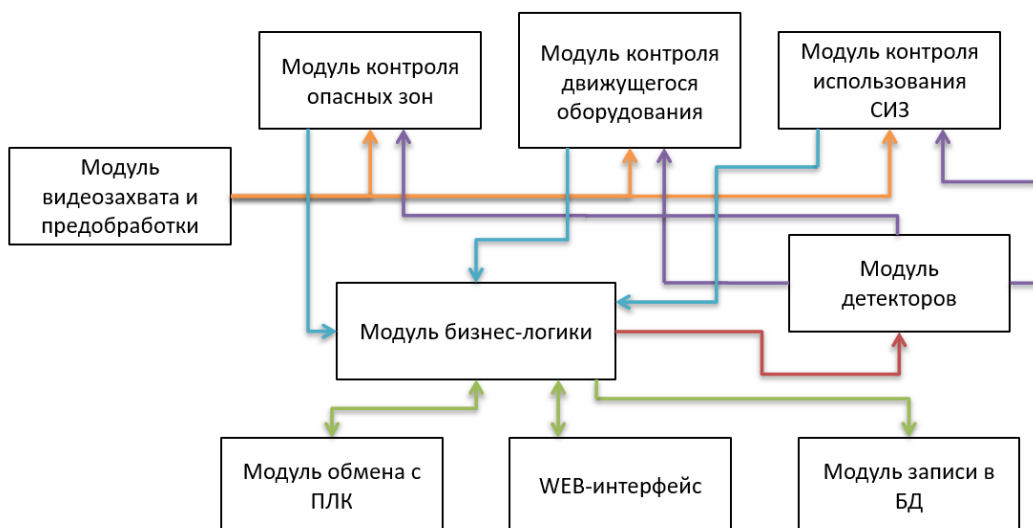 Модуль контроля
опасных зон
Модуль контроля
движущегося
оборудования
Модуль контроля
использования
СИЗ
Модуль
видеозахвата и
предобработки
Модуль
детекторов
Модуль бизнес-логики
Модуль обмена с
ПЛК
WEB-интерфейс
Модуль записи в
БД